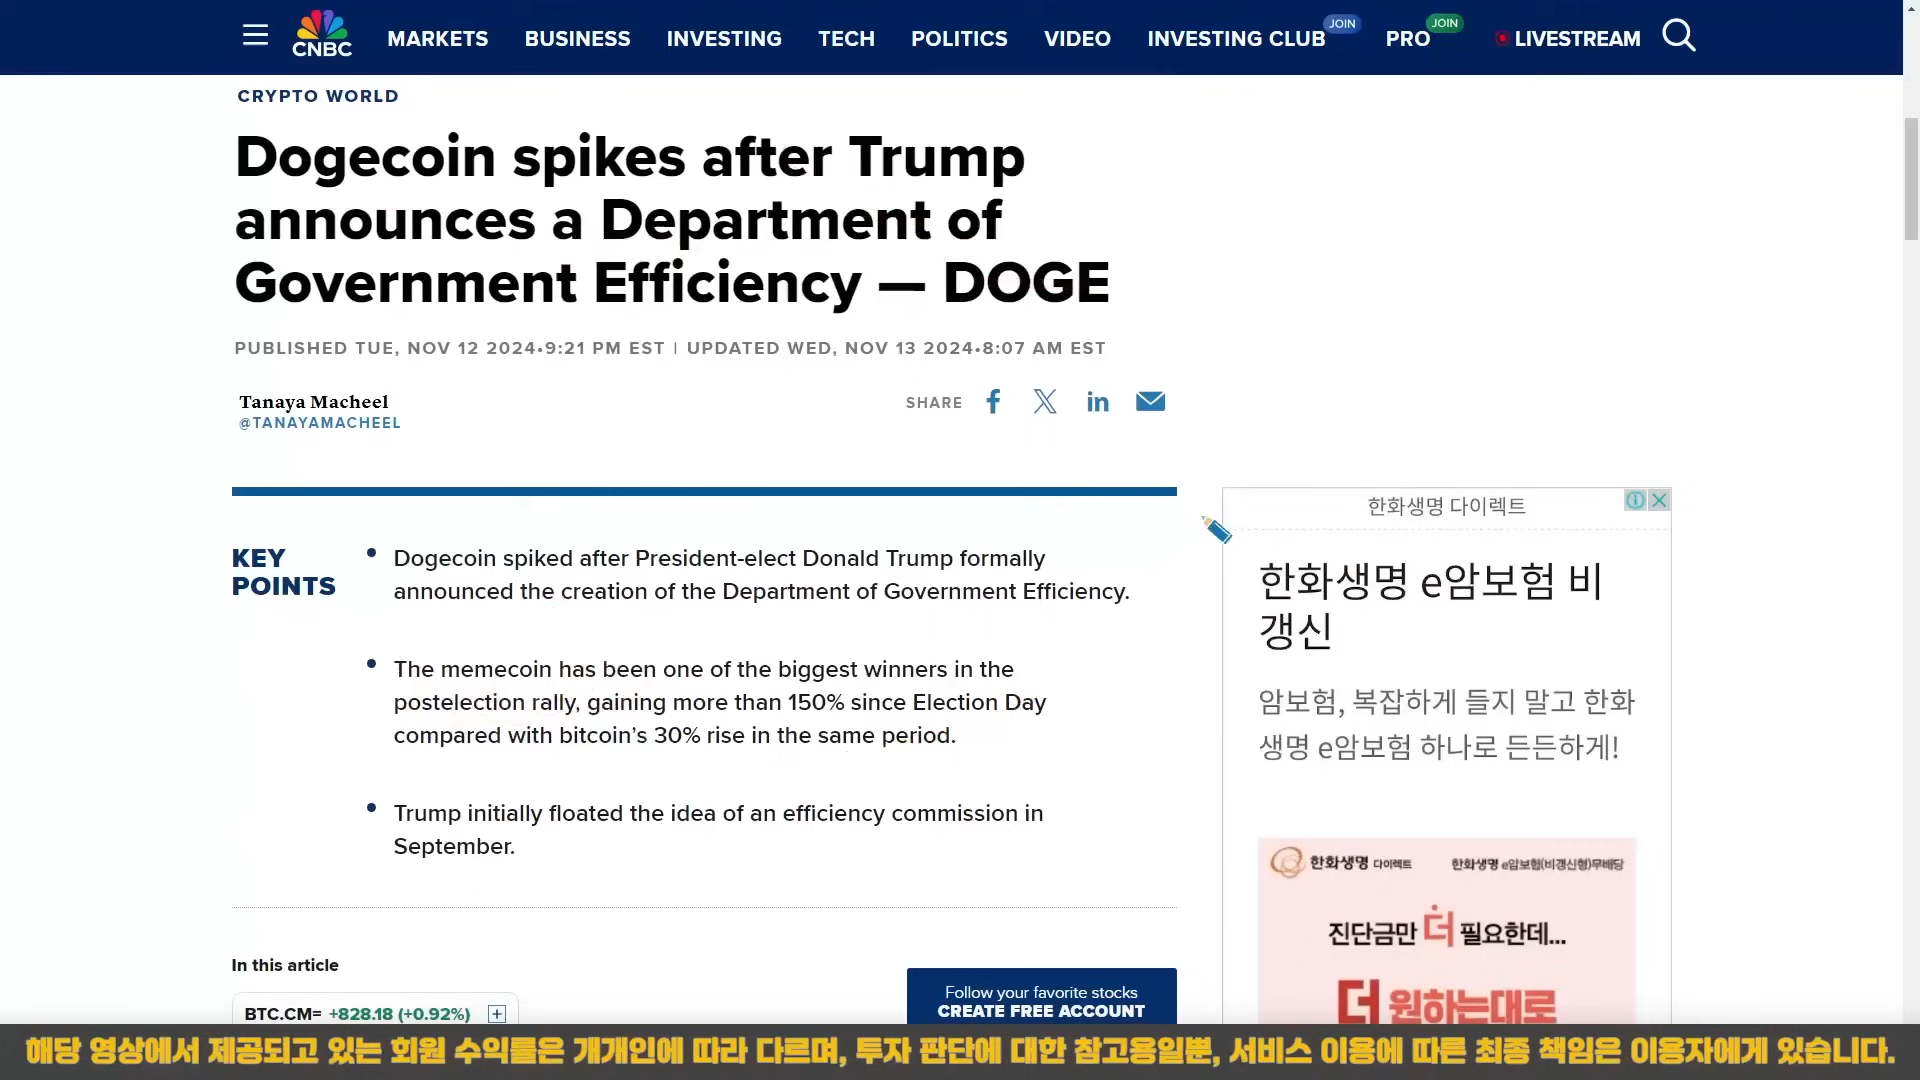 CNBC
MARKETS BUSINESS INVESTING TECH POLITICS VIDEO INVESTING CLUB JOIN PRO JOIN LIVESTREAM
CRYPTO WORLD
Dogecoin spikes after Trump
announces a Department of
Government Efficiency — DOGE
PUBLISHED TUE, NOV 12 2024•9:21 PM EST | UPDATED WED, NOV 13 2024•8:07 AM EST
Tanaya Macheel
@TANAYAMACHEEL
SHARE
KEY
POINTS
Dogecoin spiked after President-elect Donald Trump formally
announced the creation of the Department of Government Efficiency.
The memecoin has been one of the biggest winners in the
postelection rally, gaining more than 150% since Election Day
compared with bitcoin’s 30% rise in the same period.
Trump initially floated the idea of an efficiency commission in
September.
In this article
BTC.CM= +828.18 (+0.92%)
Follow your favorite stocks
CREATE FREE ACCOUNT
한화생명 다이렉트
한화생명 e암보험 비
갱신
암보험, 복잡하게 들지 말고 한화
생명 e암보험 하나로 든든하게!
한화생명 다이렉트 한화생명 e암보험(비갱신형)무배당
진단금만 더 필요한데...
더 원하는대로
해당 영상에서 제공되고 있는 회원 수익률은 개개인에 따라 다르며, 투자 판단에 대한 참고용일뿐, 서비스 이용에 따른 최종 책임은 이용자에게 있습니다.